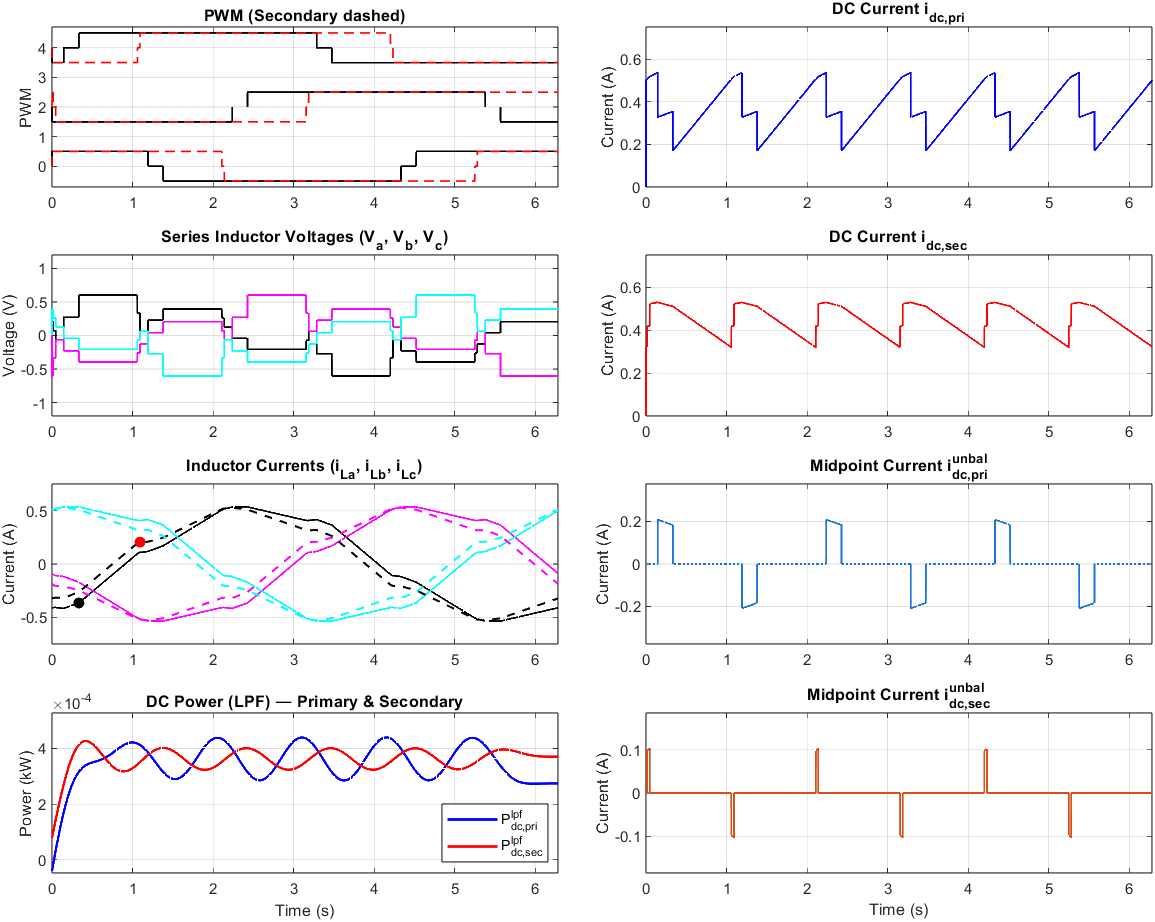 PWM (Secondary dashed)
PWM
4
3
2
1
0
0 1 2 3 4 5 6
DC Current i_dc,pri
Current (A)
0.6
0.4
0.2
0
0 1 2 3 4 5 6
Series Inductor Voltages (V_a, V_b, V_c)
Voltage (V)
1
0.5
0
-0.5
-1
0 1 2 3 4 5 6
DC Current i_dc,sec
Current (A)
0.6
0.4
0.2
0
0 1 2 3 4 5 6
Inductor Currents (i_La, i_Lb, i_Lc)
Current (A)
0.5
0
-0.5
0 1 2 3 4 5 6
Midpoint Current i^unbal_dc,pri
Current (A)
0.2
0
-0.2
0 1 2 3 4 5 6
×10^-4
DC Power (LPF) — Primary & Secondary
Power (kW)
4
2
0
P^lpf_dc,pri
P^lpf_dc,sec
0 1 2 3 4 5 6
Time (s)
Midpoint Current i^unbal_dc,sec
Current (A)
0.1
0
-0.1
0 1 2 3 4 5 6
Time (s)